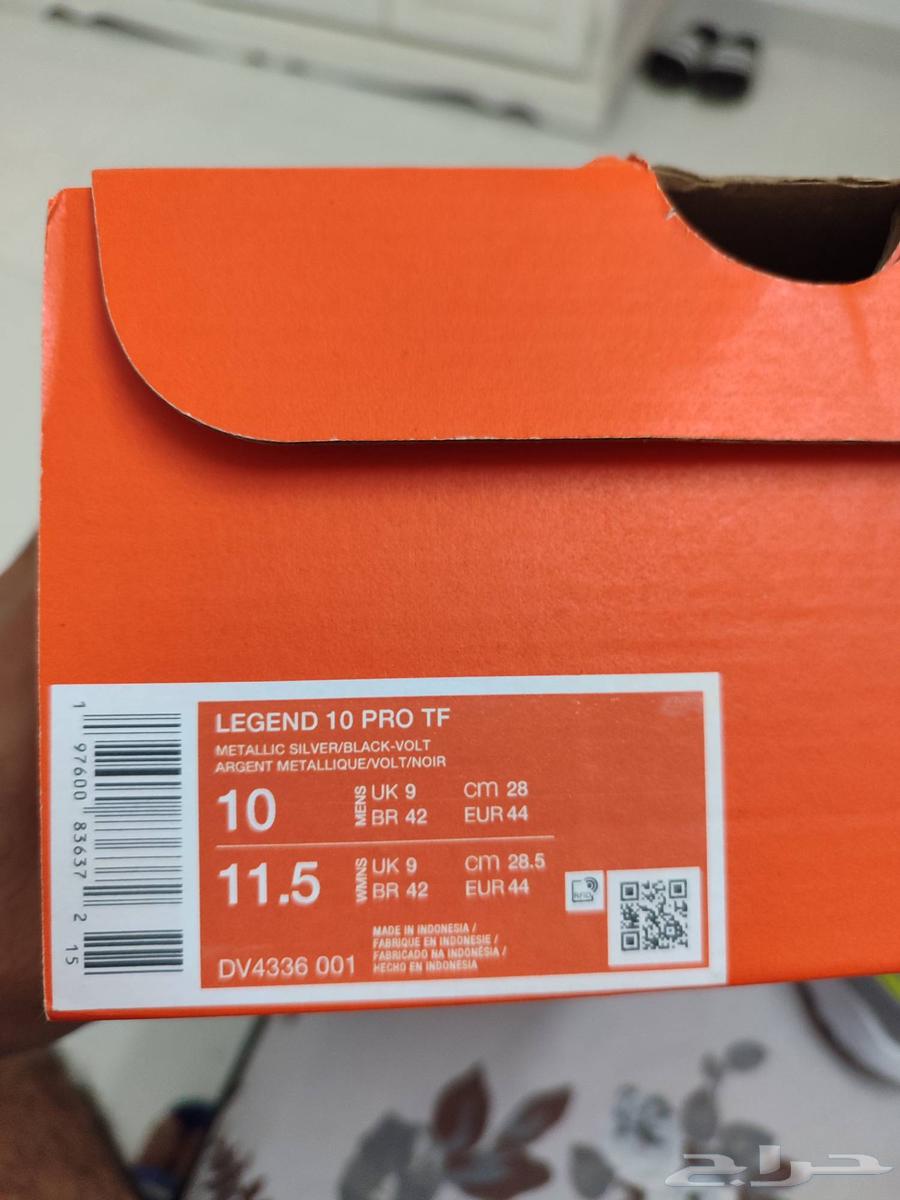 LEGEND 10 PRO TF
METALLIC SILVER/BLACK-VOLT
ARGENT METALLIQUE/VOLT/NOIR
10 MENS UK 9 cm 28
BR 42 EUR 44
11.5 WMNS UK 9 cm 28.5
BR 42 EUR 44
RFID
MADE IN INDONESIA /
FABRIQUE EN INDONESIE /
FABRICADO NA INDONÉSIA /
HECHO EN INDONESIA
DV4336 001
1 97600 83637 2 15
حراج